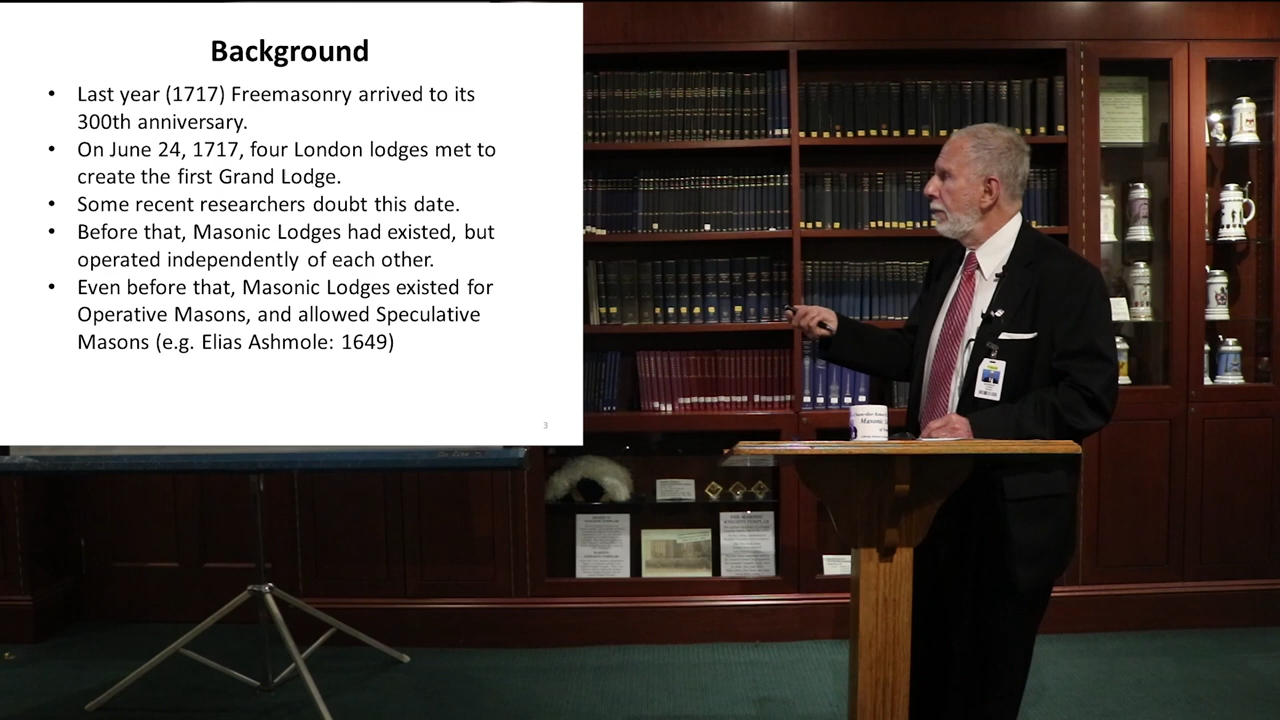 Background
• Last year (1717) Freemasonry arrived to its
300th anniversary.
• On June 24, 1717, four London lodges met to
create the first Grand Lodge.
• Some recent researchers doubt this date.
• Before that, Masonic Lodges had existed, but
operated independently of each other.
• Even before that, Masonic Lodges existed for
Operative Masons, and allowed Speculative
Masons (e.g. Elias Ashmole: 1649)
3
Masonic